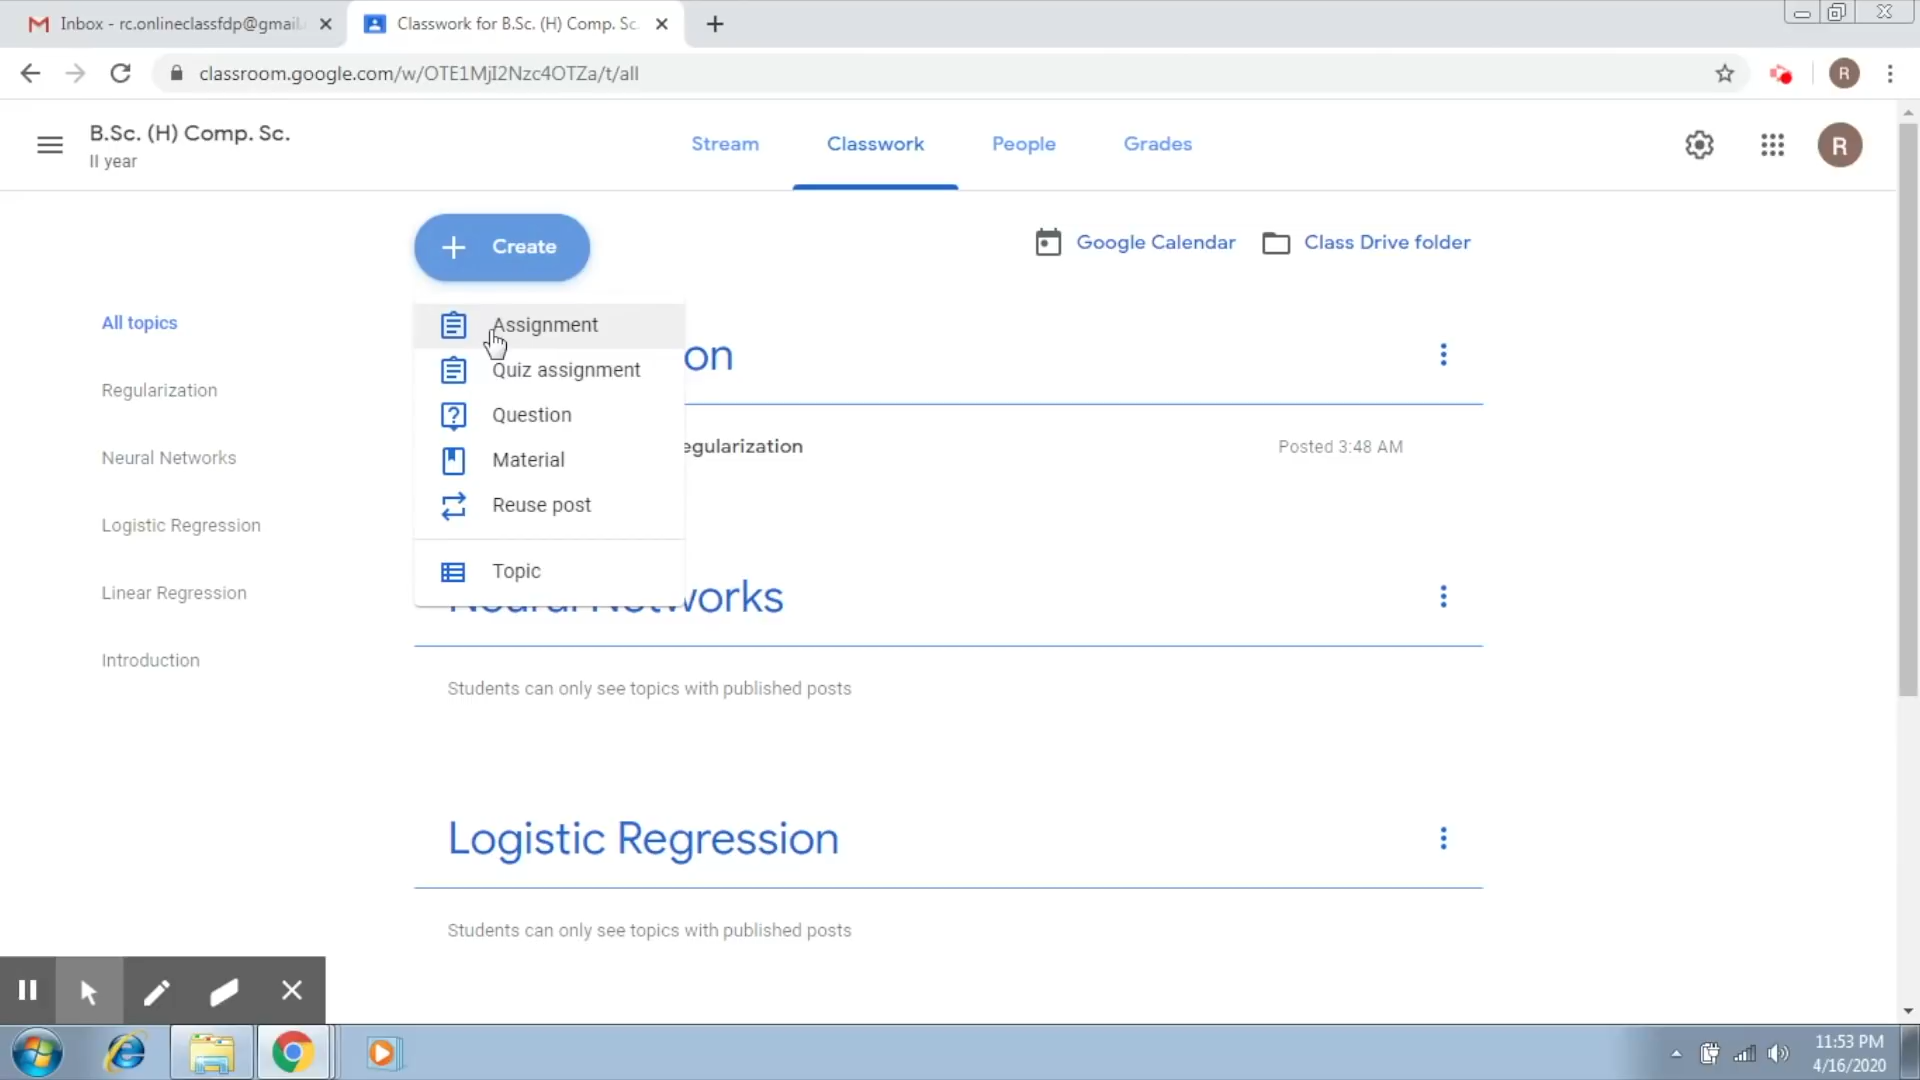 Inbox - rc.onlineclassfdp@gmail.
Classwork for B.Sc. (H) Comp. Sc.
classroom.google.com/w/OTE1MjI2Nzc4OTZa/t/all
R
B.Sc. (H) Comp. Sc.
II year
Stream
Classwork
People
Grades
R
Create
Google Calendar
Class Drive folder
All topics
Regularization
Neural Networks
Logistic Regression
Linear Regression
Introduction
Assignment
Quiz assignment
Question
Material
Reuse post
Topic
on
egularization
Posted 3:48 AM
Neural Networks
Students can only see topics with published posts
Logistic Regression
Students can only see topics with published posts
11:53 PM
4/16/2020